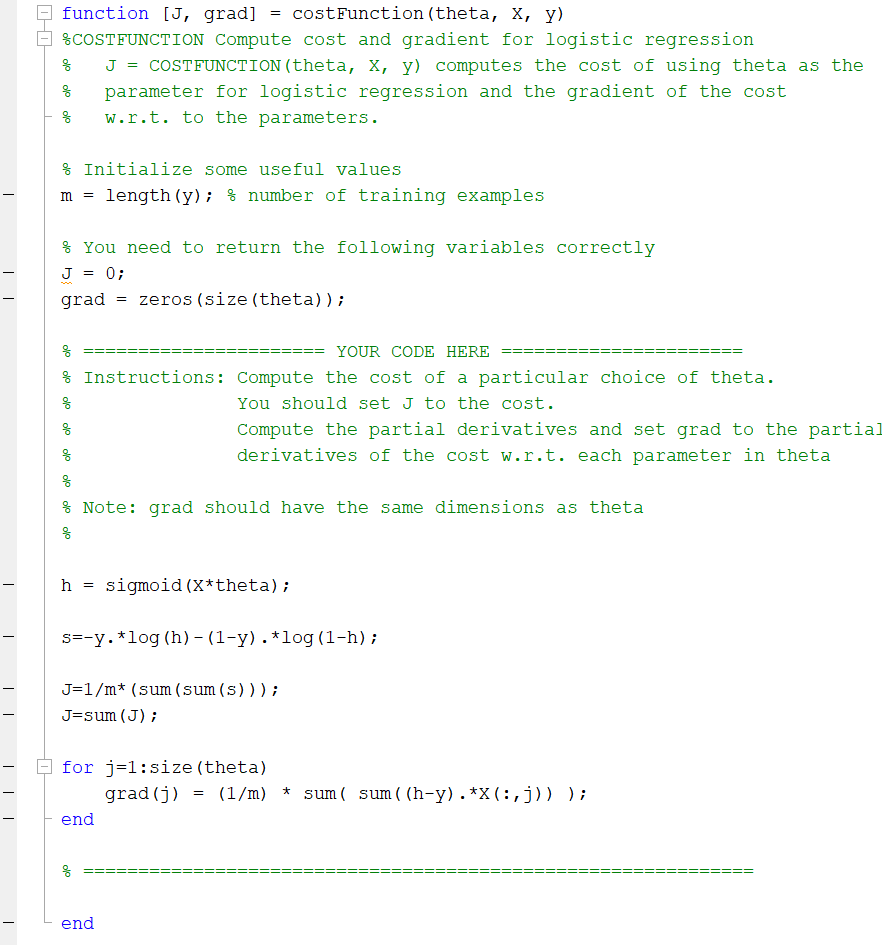 function [J, grad] = costFunction(theta, X, y)
%COSTFUNCTION Compute cost and gradient for logistic regression
%   J = COSTFUNCTION(theta, X, y) computes the cost of using theta as the
%   parameter for logistic regression and the gradient of the cost
%   w.r.t. to the parameters.
% Initialize some useful values
m = length(y); % number of training examples
% You need to return the following variables correctly
J = 0;
grad = zeros(size(theta));
% ====================== YOUR CODE HERE ======================
% Instructions: Compute the cost of a particular choice of theta.
%               You should set J to the cost.
%               Compute the partial derivatives and set grad to the partial
%               derivatives of the cost w.r.t. each parameter in theta
%
% Note: grad should have the same dimensions as theta
%
h = sigmoid(X*theta);
s=-y.*log(h)-(1-y).*log(1-h);
J=1/m*(sum(sum(s)));
J=sum(J);
for j=1:size(theta)
    grad(j) = (1/m) * sum( sum((h-y).*X(:,j)) );
end
% =============================================================
end